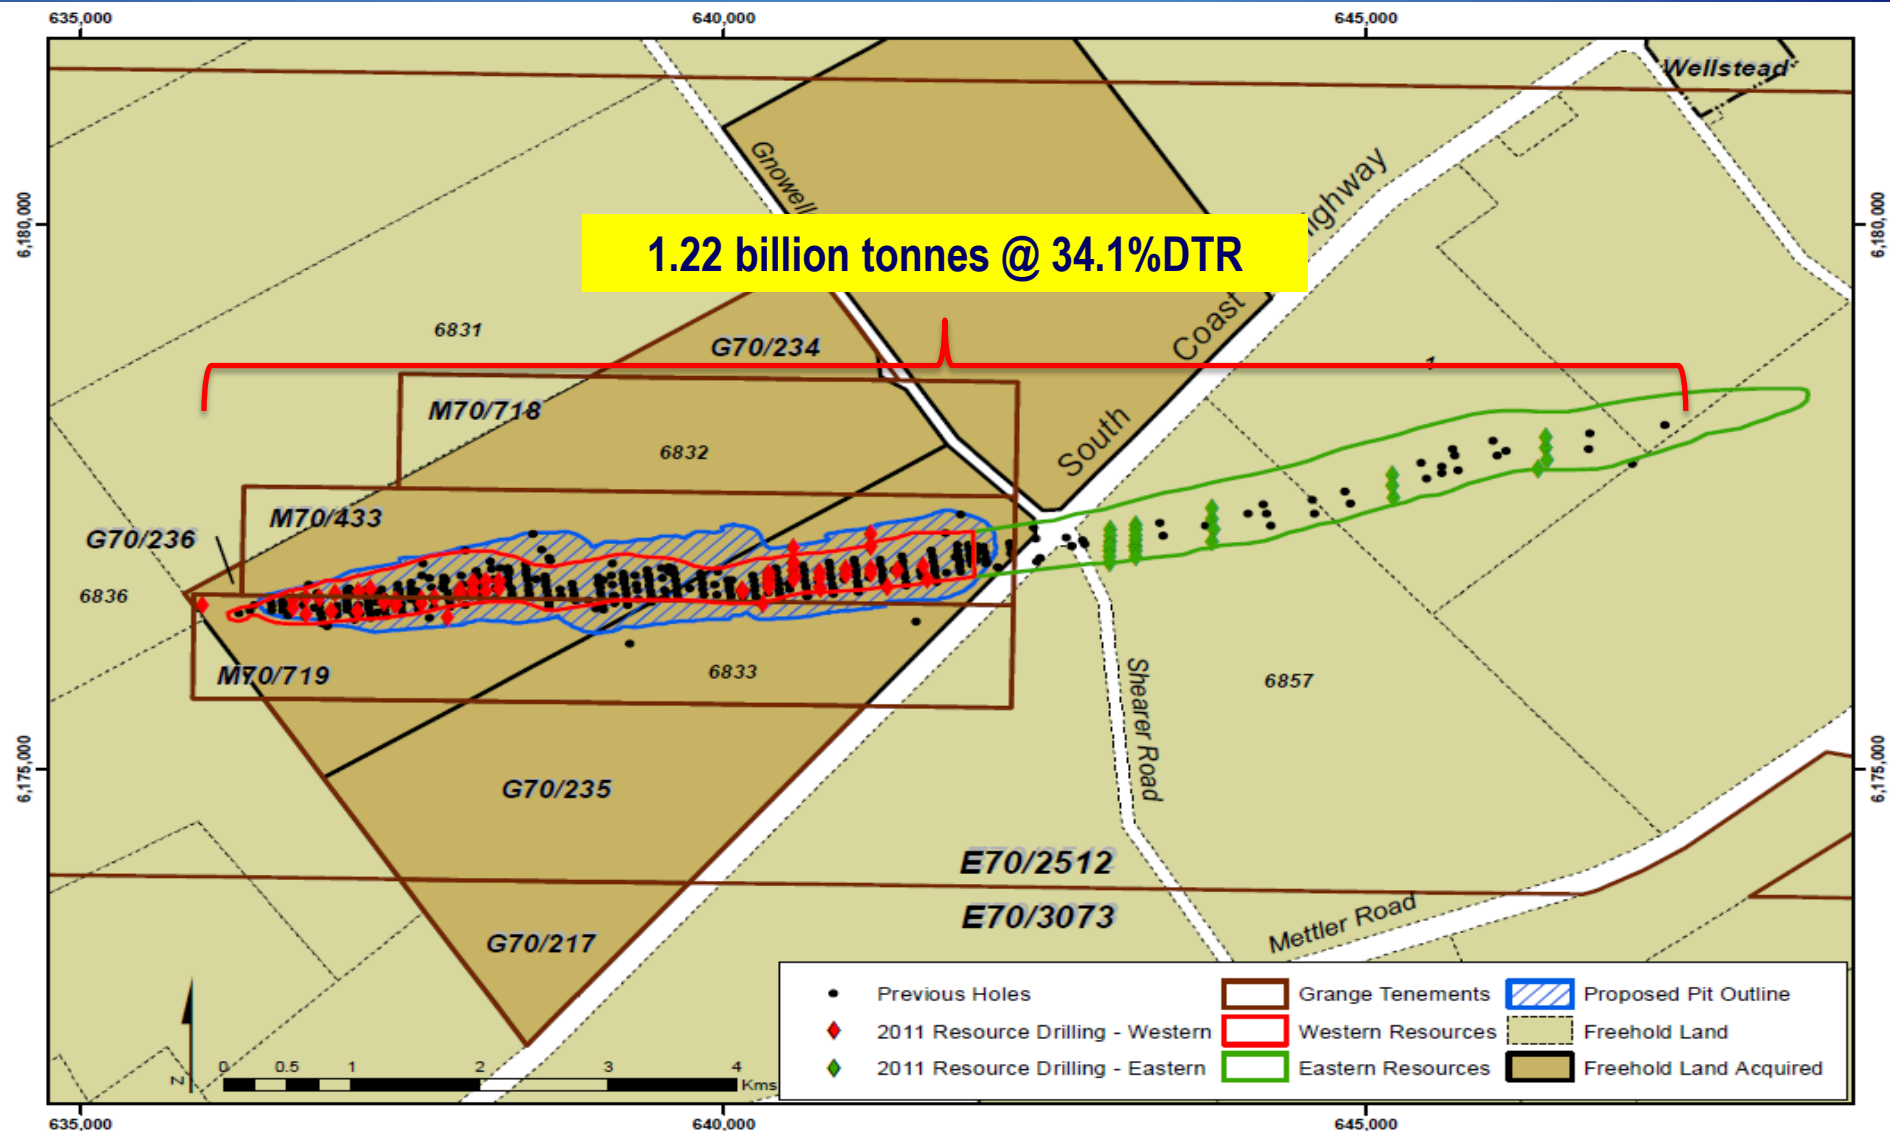 635,000
640,000
645,000
Wellstead
Gnowell
Highway
6,180,000
6,180,000
1.22 billion tonnes @ 34.1%DTR
6831
G70/234
Coast
1
M70/718
South
6832
M70/433
G70/236
6836
M70/719
6833
6857
Shearer Road
6,175,000
6,175,000
G70/235
E70/2512
E70/3073
Mettler Road
G70/217
Previous Holes
Grange Tenements
Proposed Pit Outline
2011 Resource Drilling - Western
Western Resources
Freehold Land
2011 Resource Drilling - Eastern
Eastern Resources
Freehold Land Acquired
Z
0
0.5
1
2
3
4
Kms
635,000
640,000
645,000